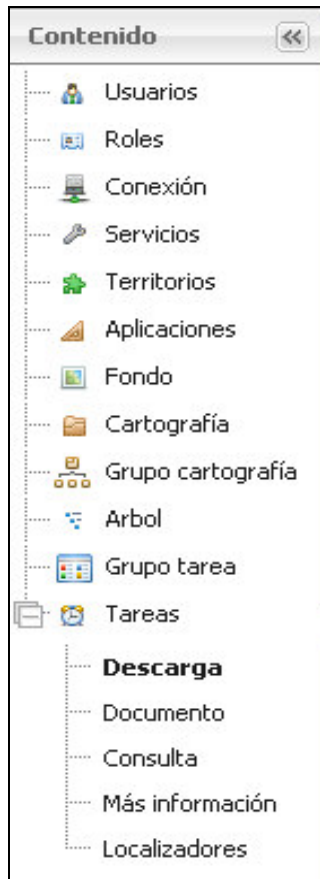 Contenido
Usuarios
Roles
Conexión
Servicios
Territorios
Aplicaciones
Fondo
Cartografía
Grupo cartografía
Arbol
Grupo tarea
Tareas
Descarga
Documento
Consulta
Más información
Localizadores